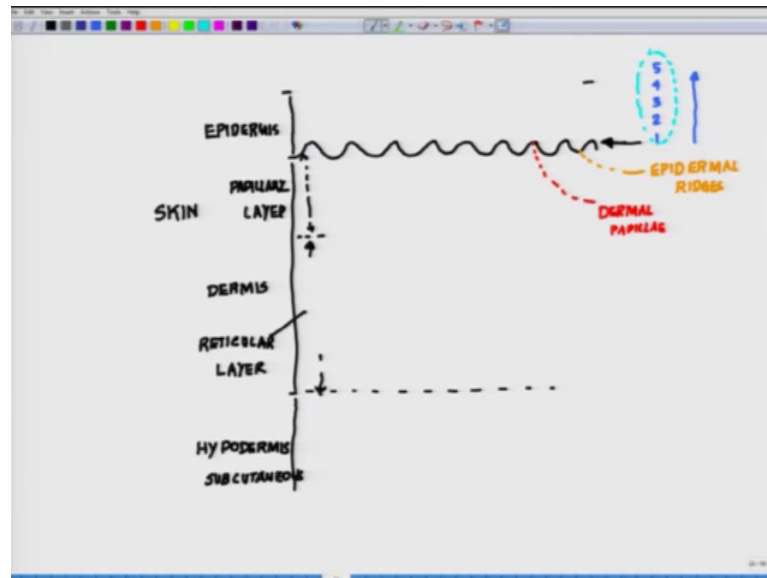 EPIDERMIS
PAPILLARY
LAYER
SKIN
DERMIS
RETICULAR
LAYER
HYPODERMIS
SUBCUTANEOUS
5
4
3
2
1
EPIDERMAL
RIDGES
DERMAL
PAPILLAE